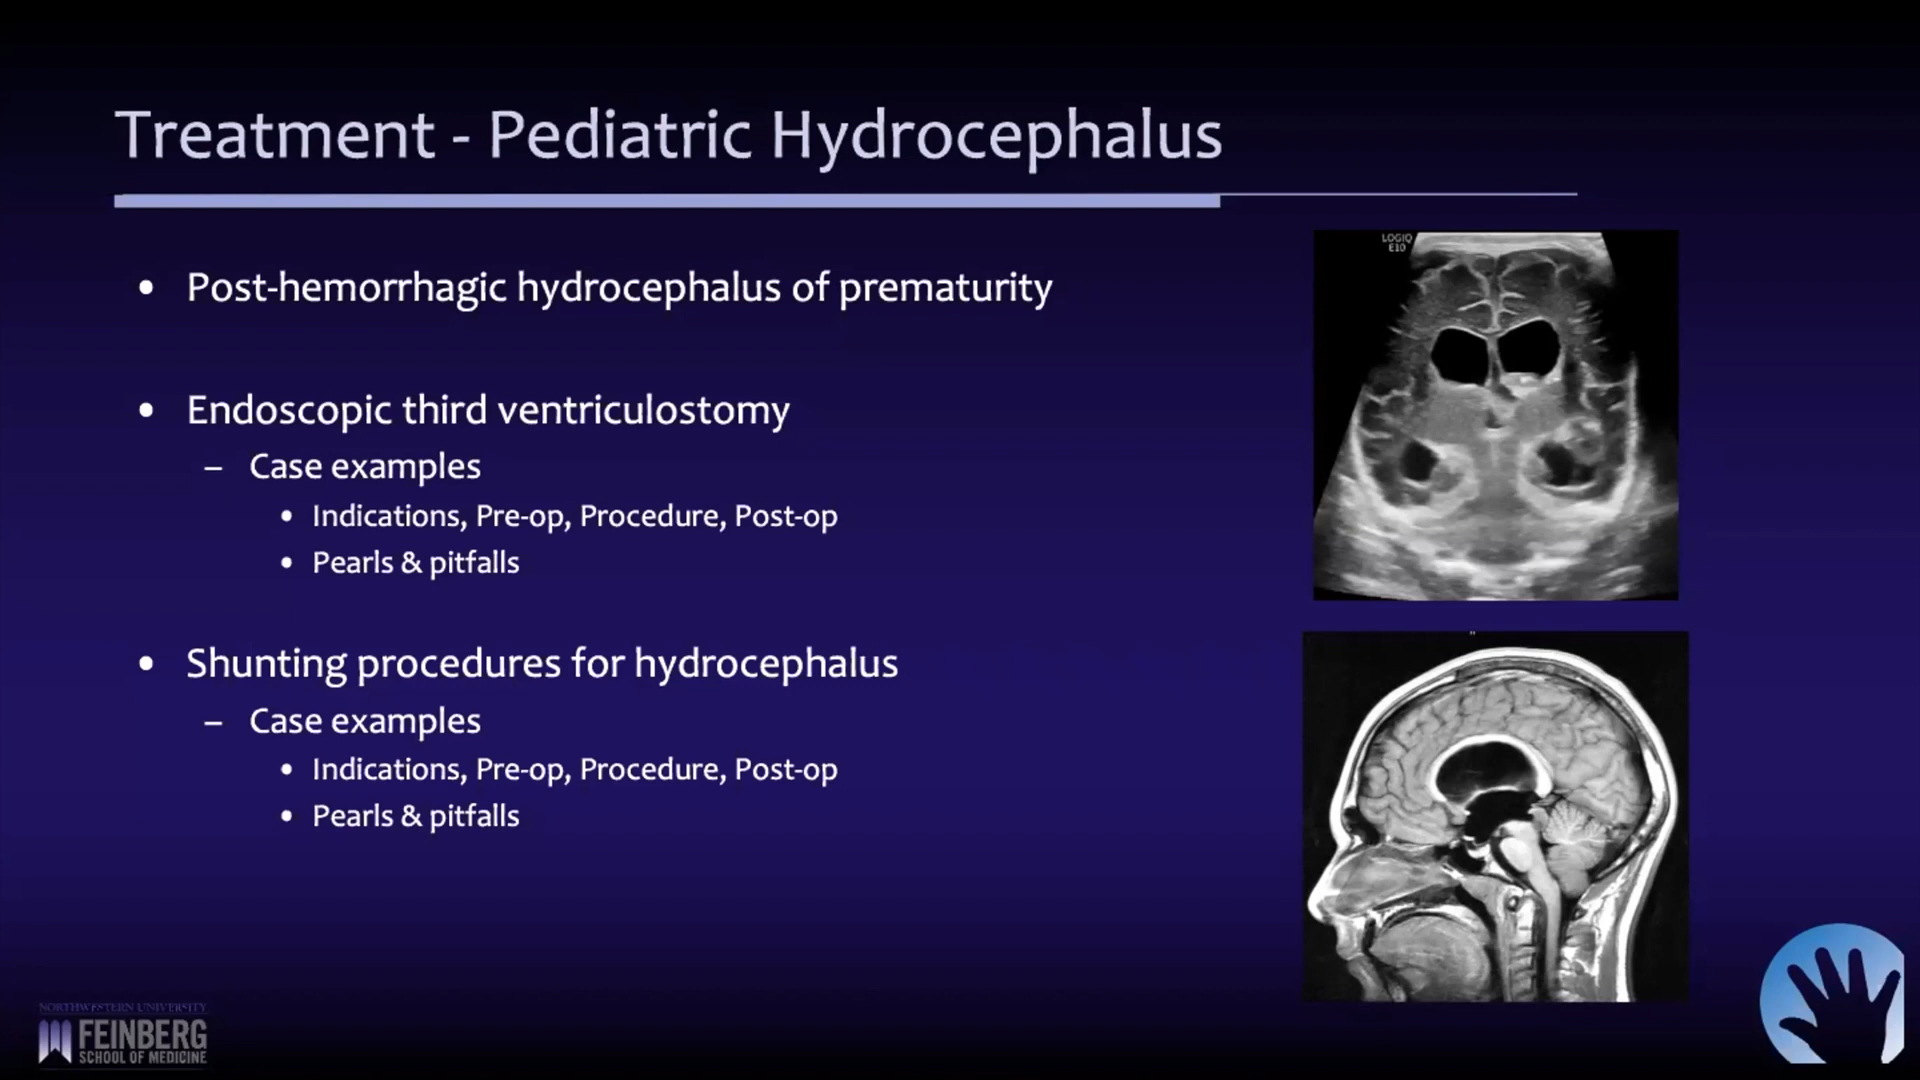 Treatment - Pediatric Hydrocephalus
• Post-hemorrhagic hydrocephalus of prematurity
• Endoscopic third ventriculostomy
– Case examples
• Indications, Pre-op, Procedure, Post-op
• Pearls & pitfalls
• Shunting procedures for hydrocephalus
– Case examples
• Indications, Pre-op, Procedure, Post-op
• Pearls & pitfalls
LOGIQ
E10
NORTHWESTERN UNIVERSITY
FEINBERG
SCHOOL OF MEDICINE